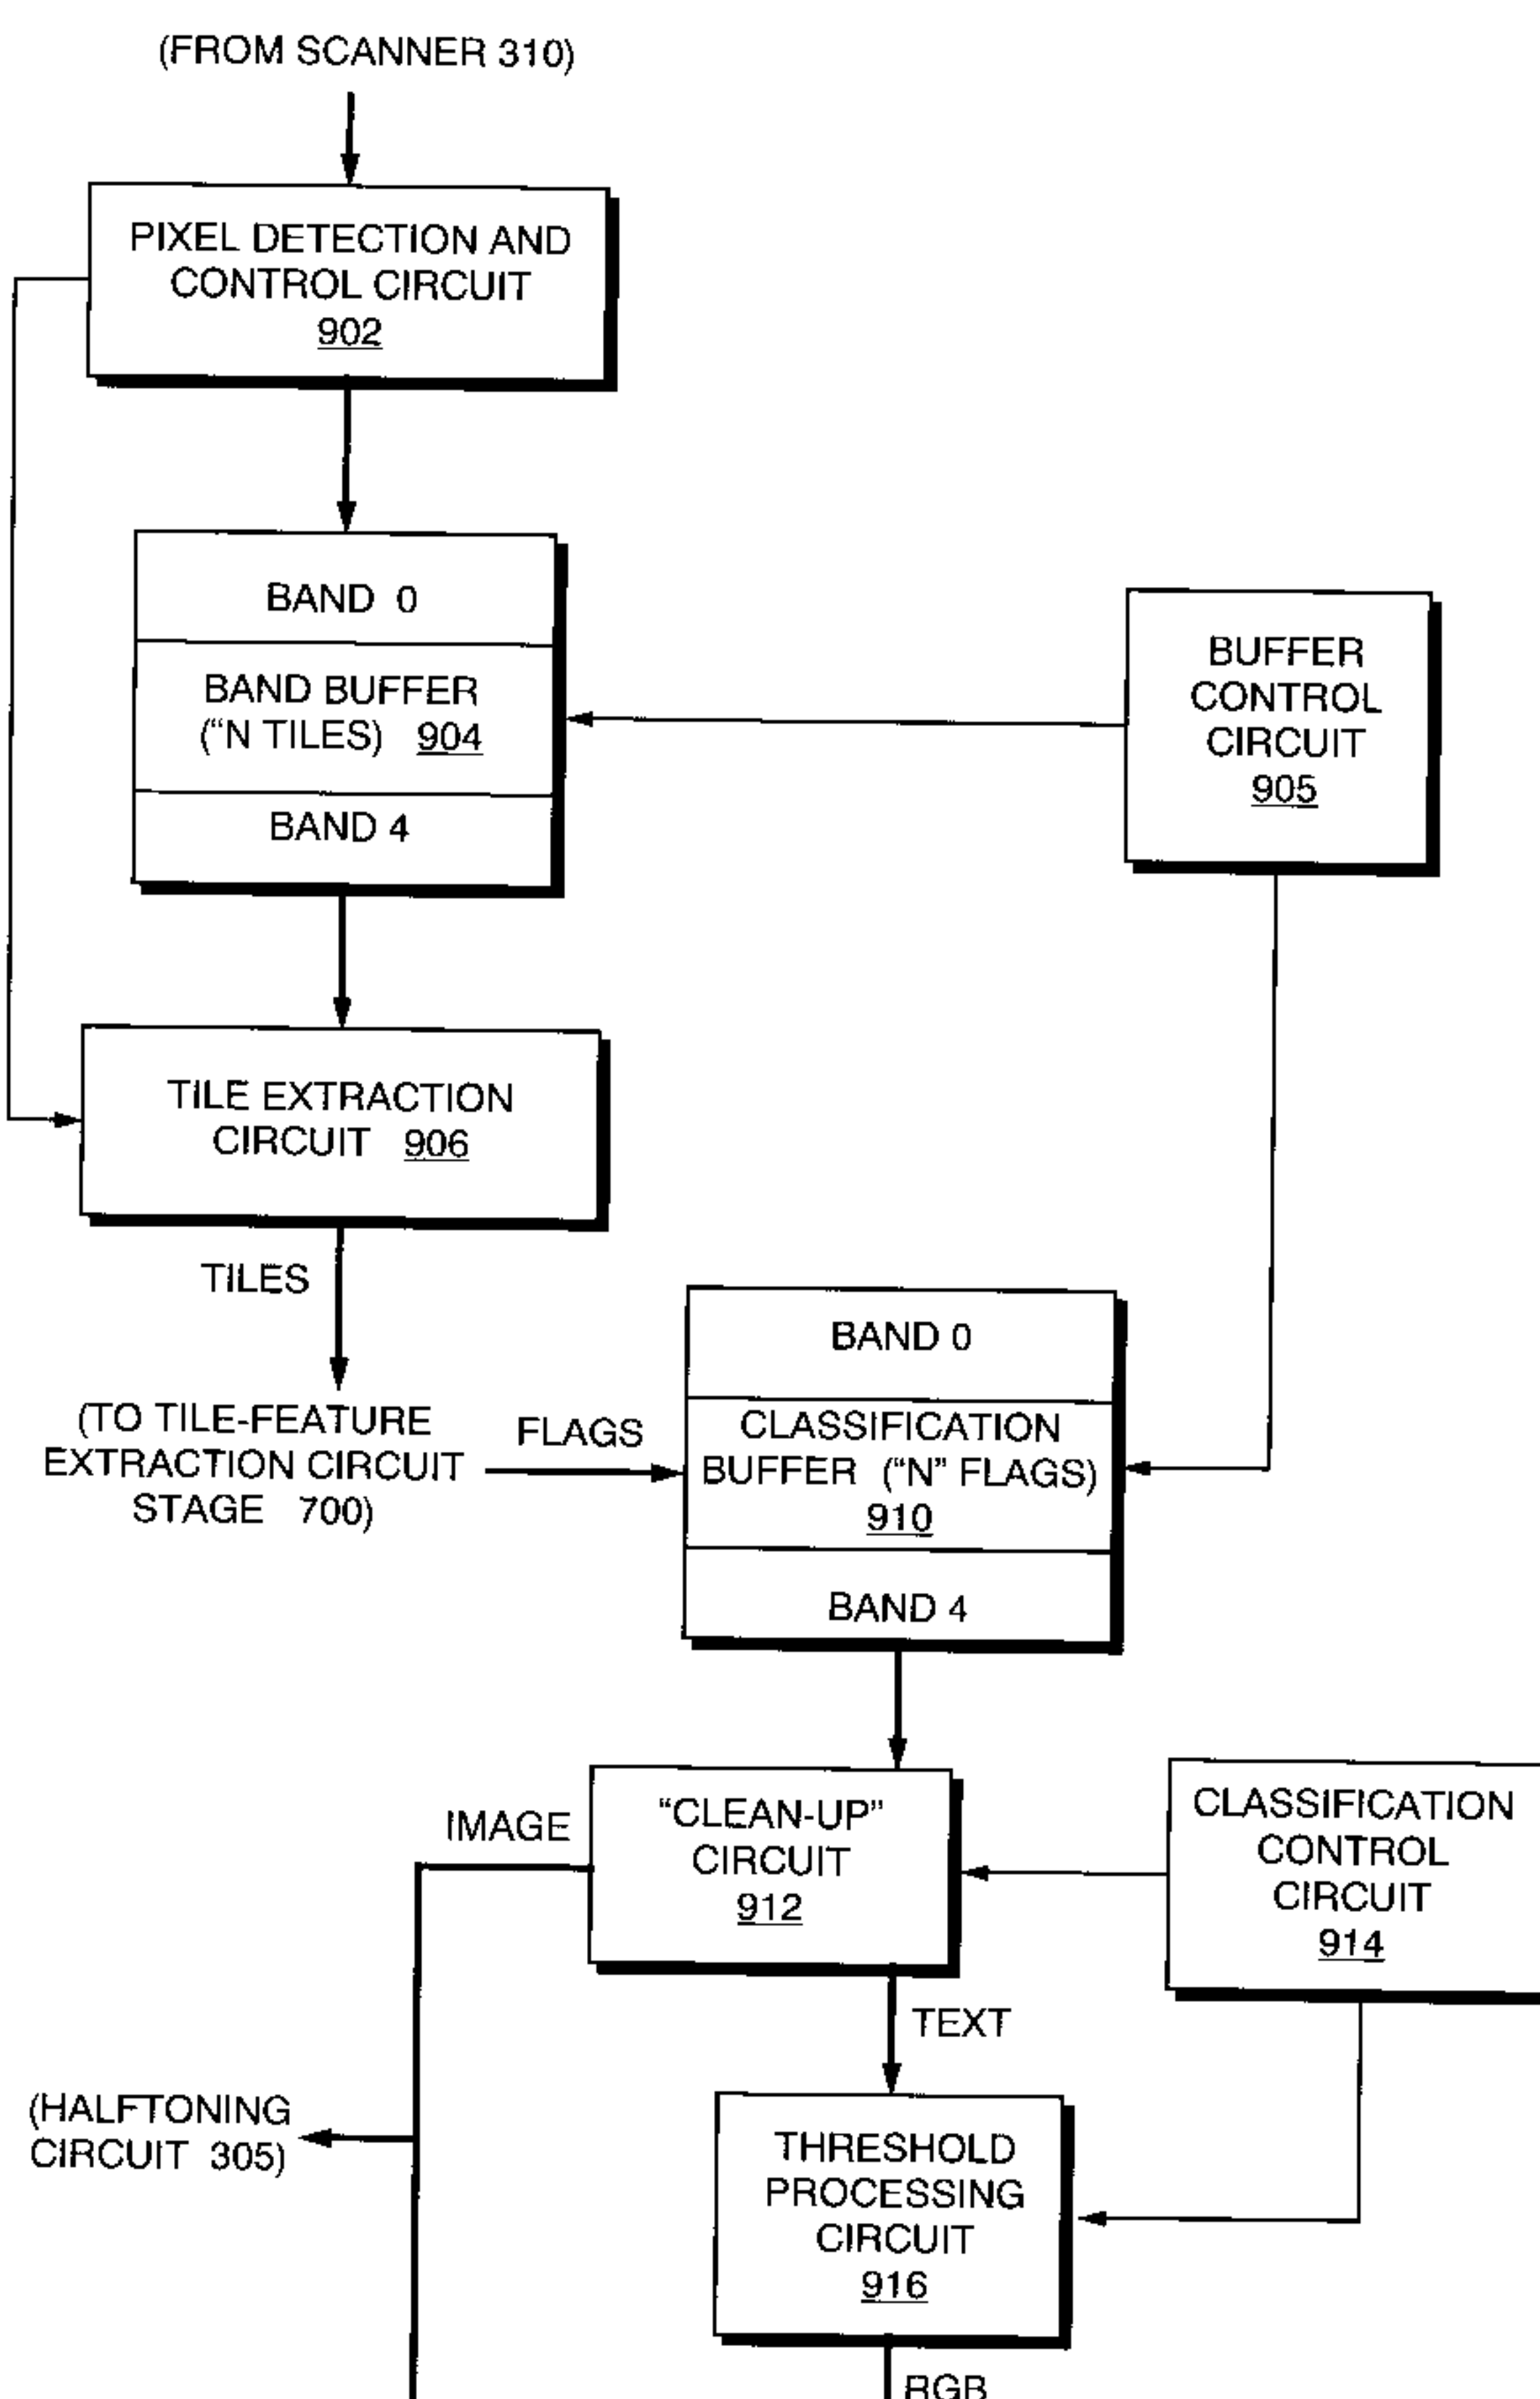 (FROM SCANNER 310)
PIXEL DETECTION AND
CONTROL CIRCUIT
902
BAND 0
BAND BUFFER
(“N TILES) 904
BAND 4
BUFFER
CONTROL
CIRCUIT
905
TILE EXTRACTION
CIRCUIT 906
TILES
(TO TILE-FEATURE
EXTRACTION CIRCUIT
STAGE 700)
FLAGS
BAND 0
CLASSIFICATION
BUFFER (“N” FLAGS)
910
BAND 4
IMAGE
“CLEAN-UP”
CIRCUIT
912
CLASSIFICATION
CONTROL
CIRCUIT
914
TEXT
(HALFTONING
CIRCUIT 305)
THRESHOLD
PROCESSING
CIRCUIT
916
RGB